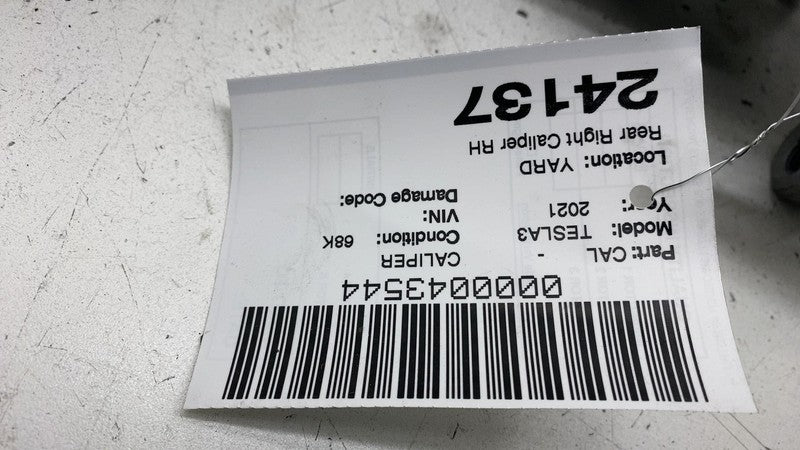 0000043544
Part: CAL - CALIPER
Model: TESLA3 Condition: 68K
Year: 2021 VIN:
Damage Code:
Location: YARD
Rear Right Caliper RH
24137